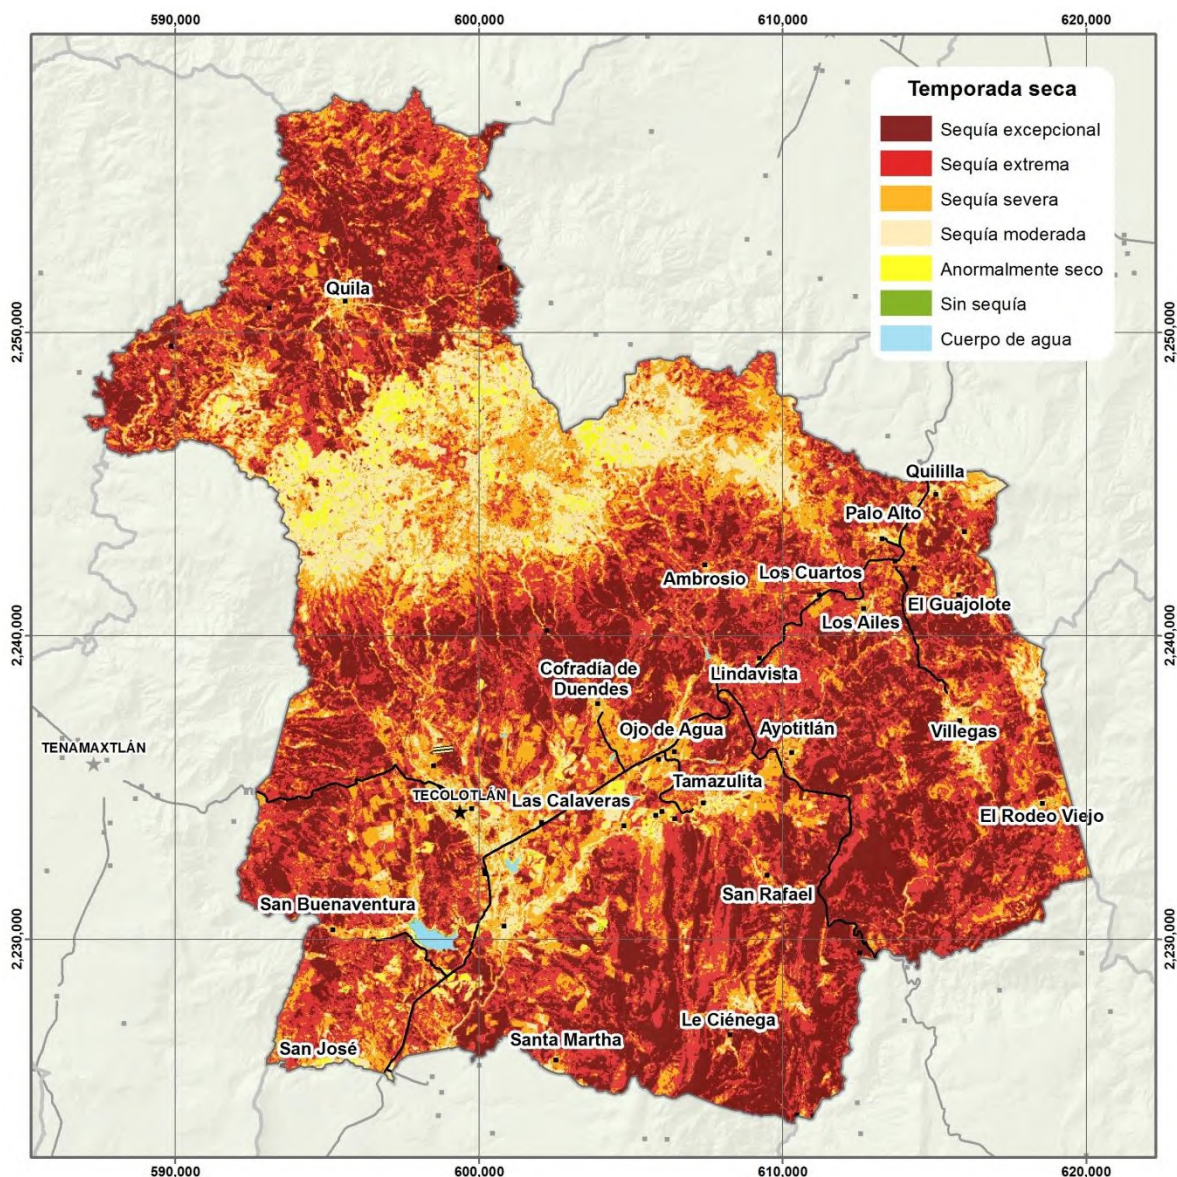 590,000
600,000
610,000
620,000
Temporada seca
Sequía excepcional
Sequía extrema
Sequía severa
Sequía moderada
Anormalmente seco
Sin sequía
Cuerpo de agua
2,250,000
2,250,000
Quila
Quililla
Palo Alto
Ambrosio
Los Cuartos
El Guajolote
Los Ailes
2,240,000
2,240,000
Cofradía de
Duendes
Lindavista
Ojo de Agua
Ayotitlán
Villegas
TENAMAXTLÁN
Tamazulita
TECOLOTLÁN
Las Calaveras
El Rodeo Viejo
San Buenaventura
San Rafael
2,230,000
2,230,000
Le Ciénega
San José
Santa Martha
590,000
600,000
610,000
620,000